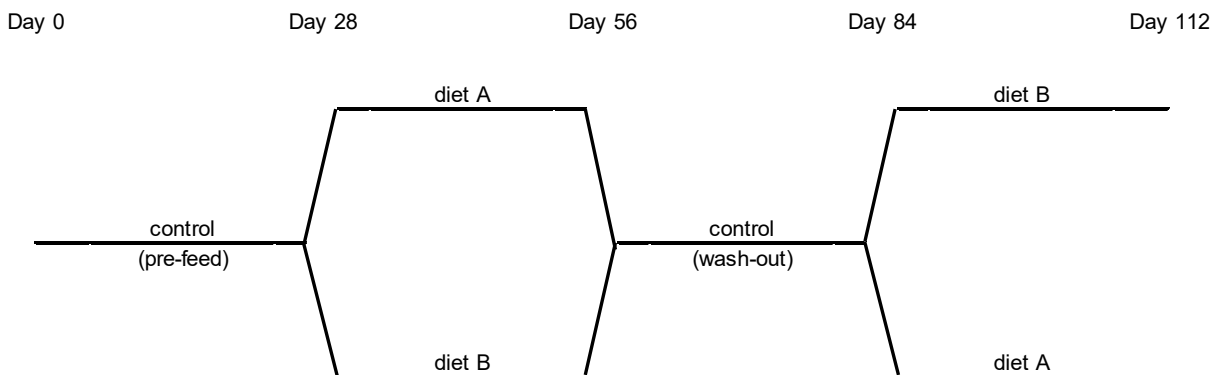 Day 0 Day 28 Day 56 Day 84 Day 112
diet A diet B
control control
(pre-feed) (wash-out)
diet B diet A